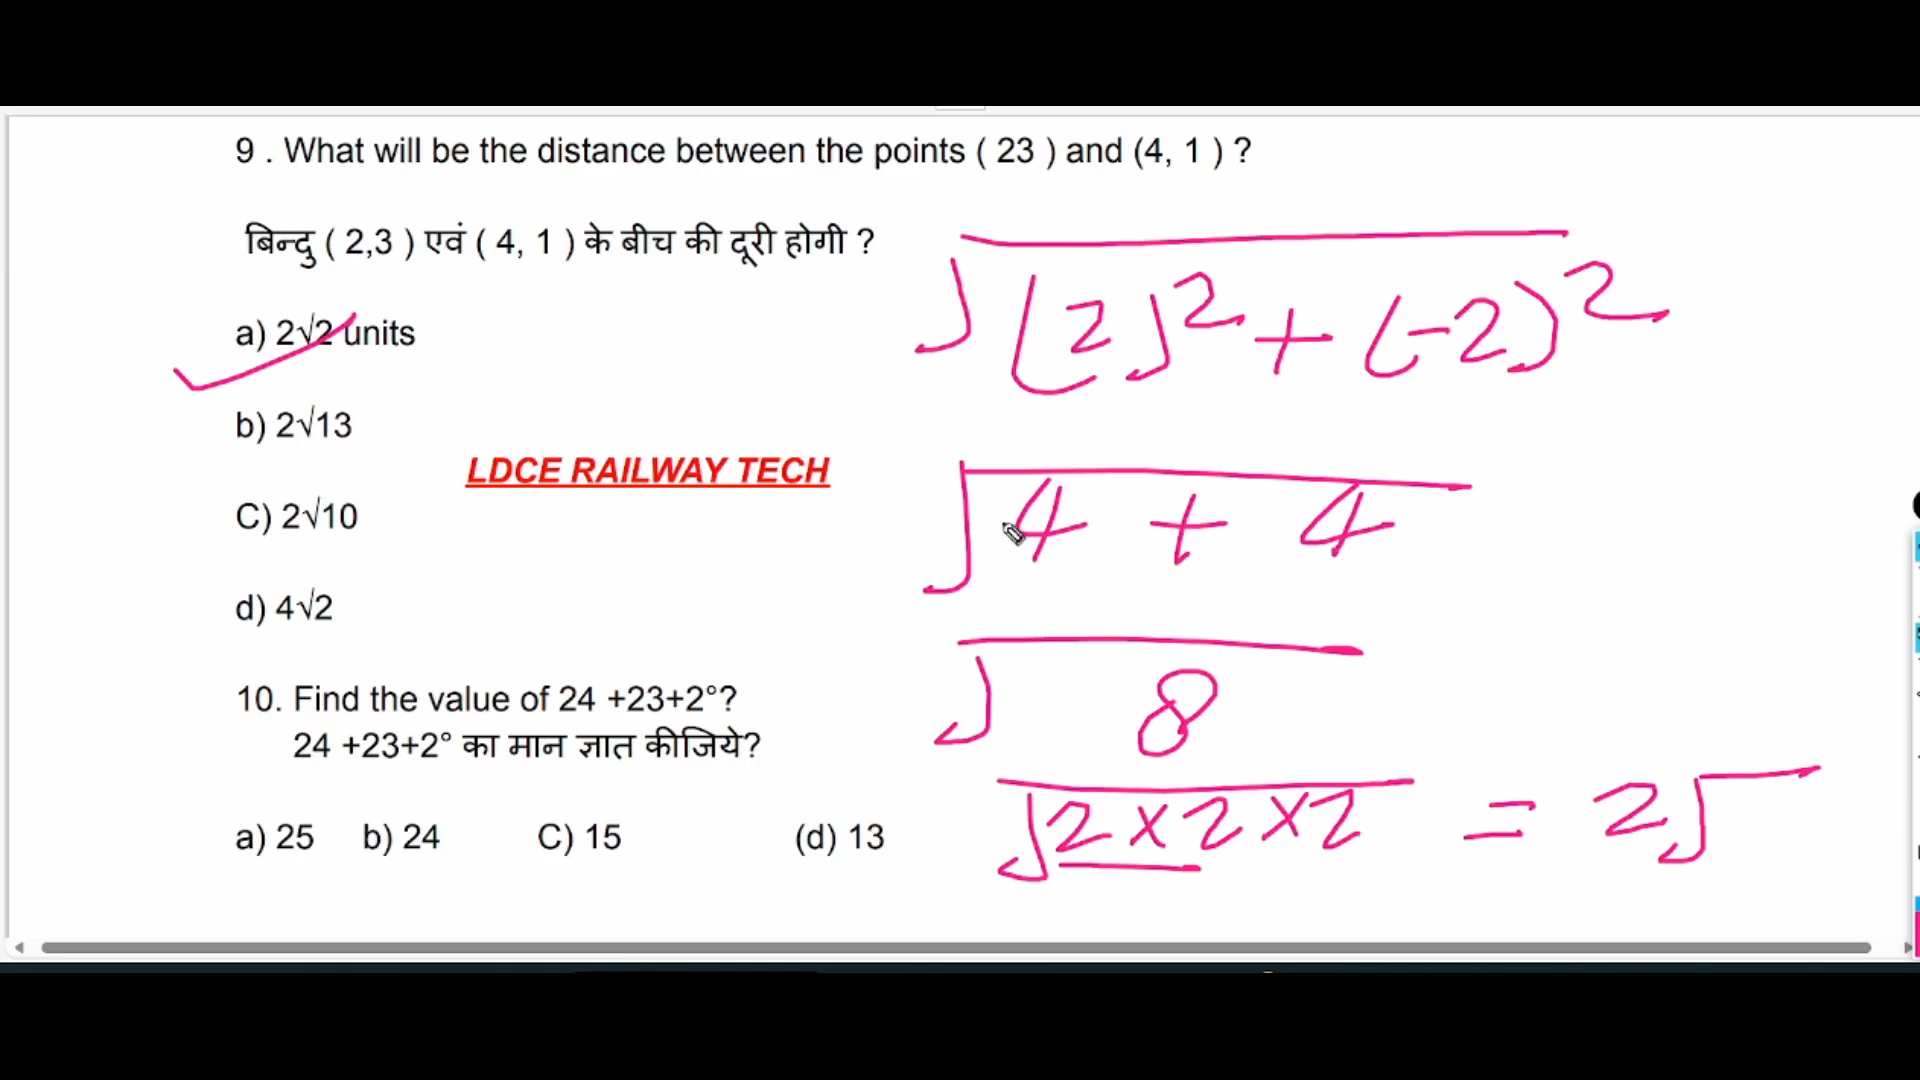 9 . What will be the distance between the points ( 23 ) and (4, 1 ) ?
बिन्दु ( 2,3 ) एवं ( 4, 1 ) के बीच की दूरी होगी ?
a) 2√2 units
b) 2√13
LDCE RAILWAY TECH
C) 2√10
d) 4√2
10. Find the value of 24 +23+2°?
24 +23+2° का मान ज्ञात कीजिये?
a) 25 b) 24 C) 15 (d) 13
√(2)² + (-2)²
√4 + 4
√8
√2×2×2 = 2√